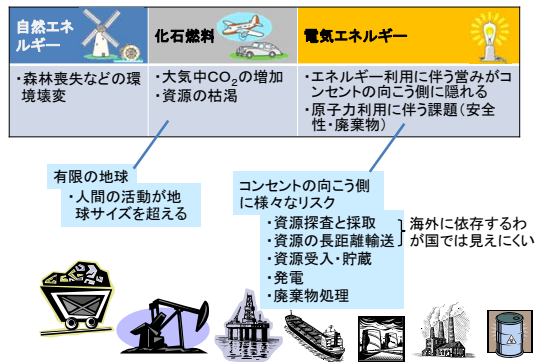 自然エネ
ルギー
化石燃料
電気エネルギー
・森林喪失などの環
境壊変
・大気中CO₂の増加
・資源の枯渇
・エネルギー利用に伴う営みがコ
ンセントの向こう側に隠れる
・原子力利用に伴う課題(安全
性・廃棄物)
有限の地球
・人間の活動が地
球サイズを超える
コンセントの向こう側
に様々なリスク
・資源探査と採取
・資源の長距離輸送
・資源受入・貯蔵
・発電
・廃棄物処理
海外に依存するわ
が国では見えにくい